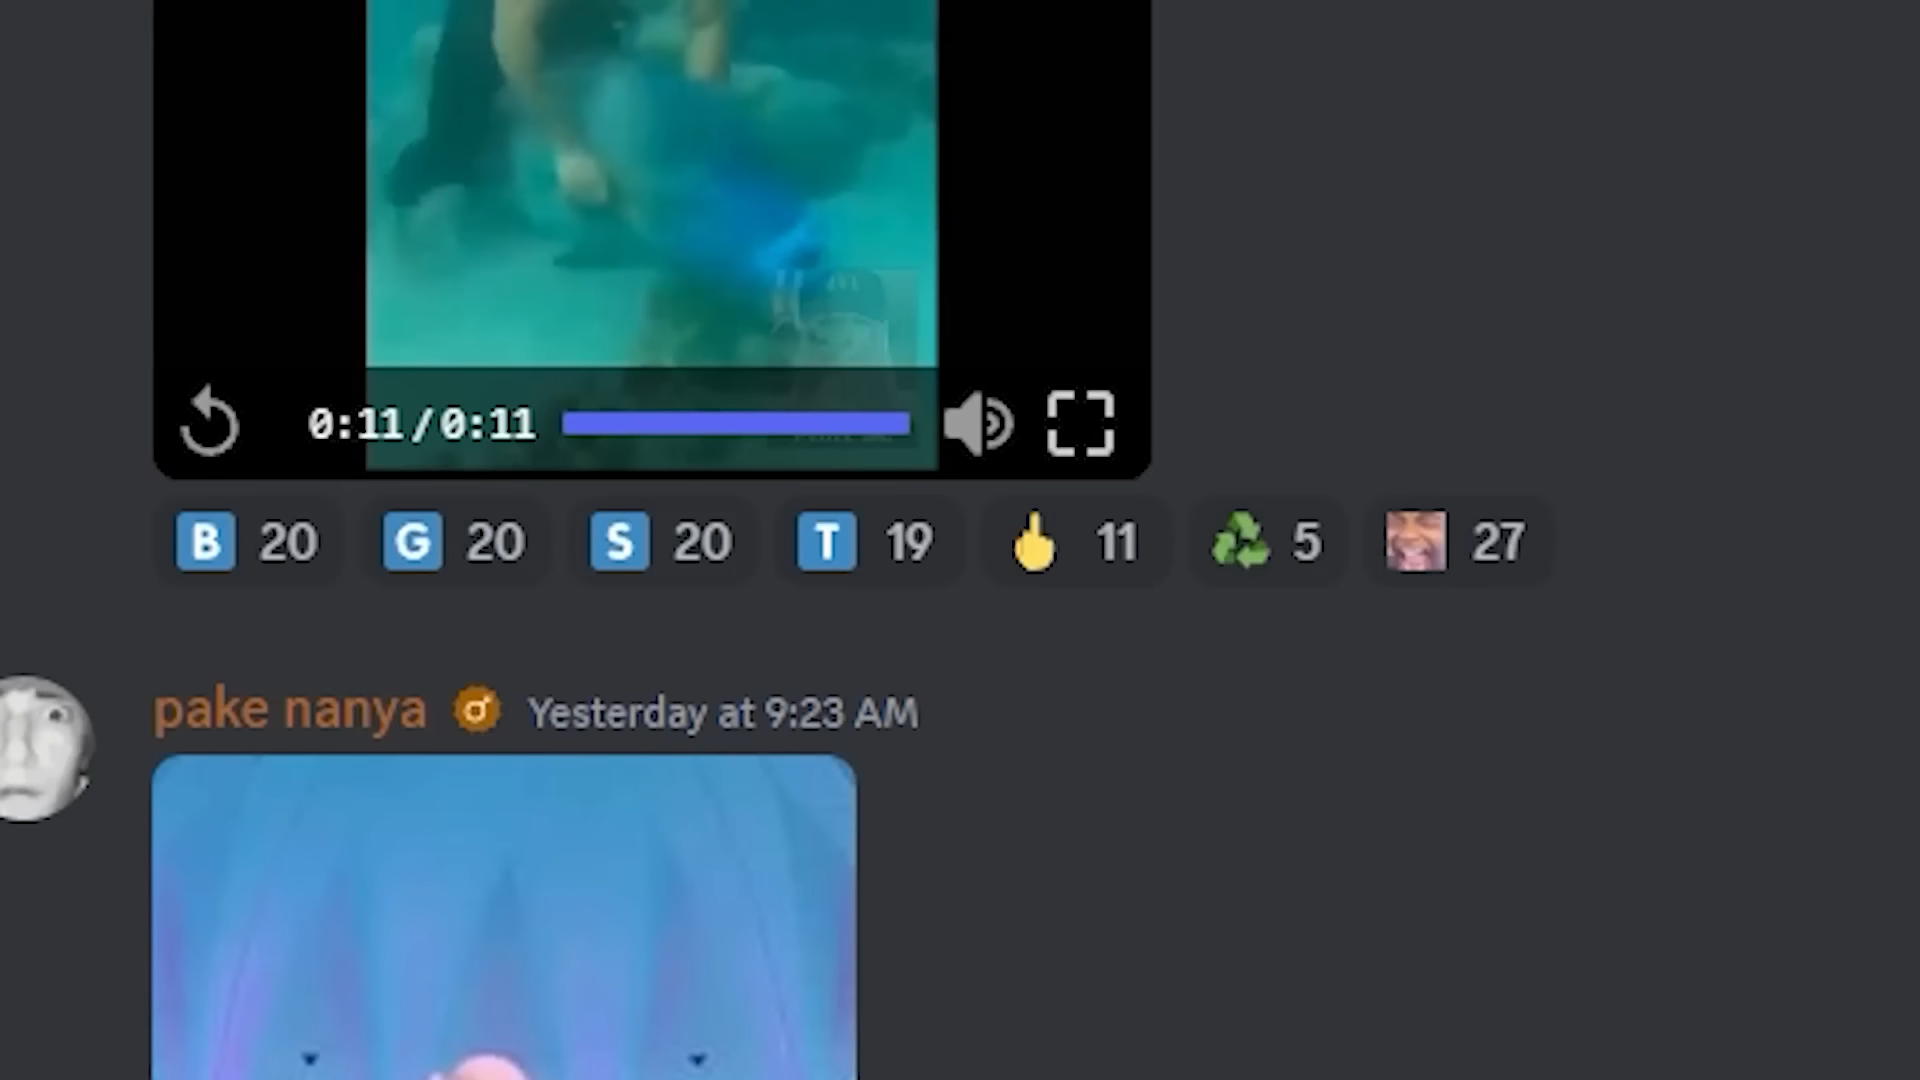 0:11/0:11
B 20 G 20 S 20 T 19 11 5 27
pake nanya Yesterday at 9:23 AM